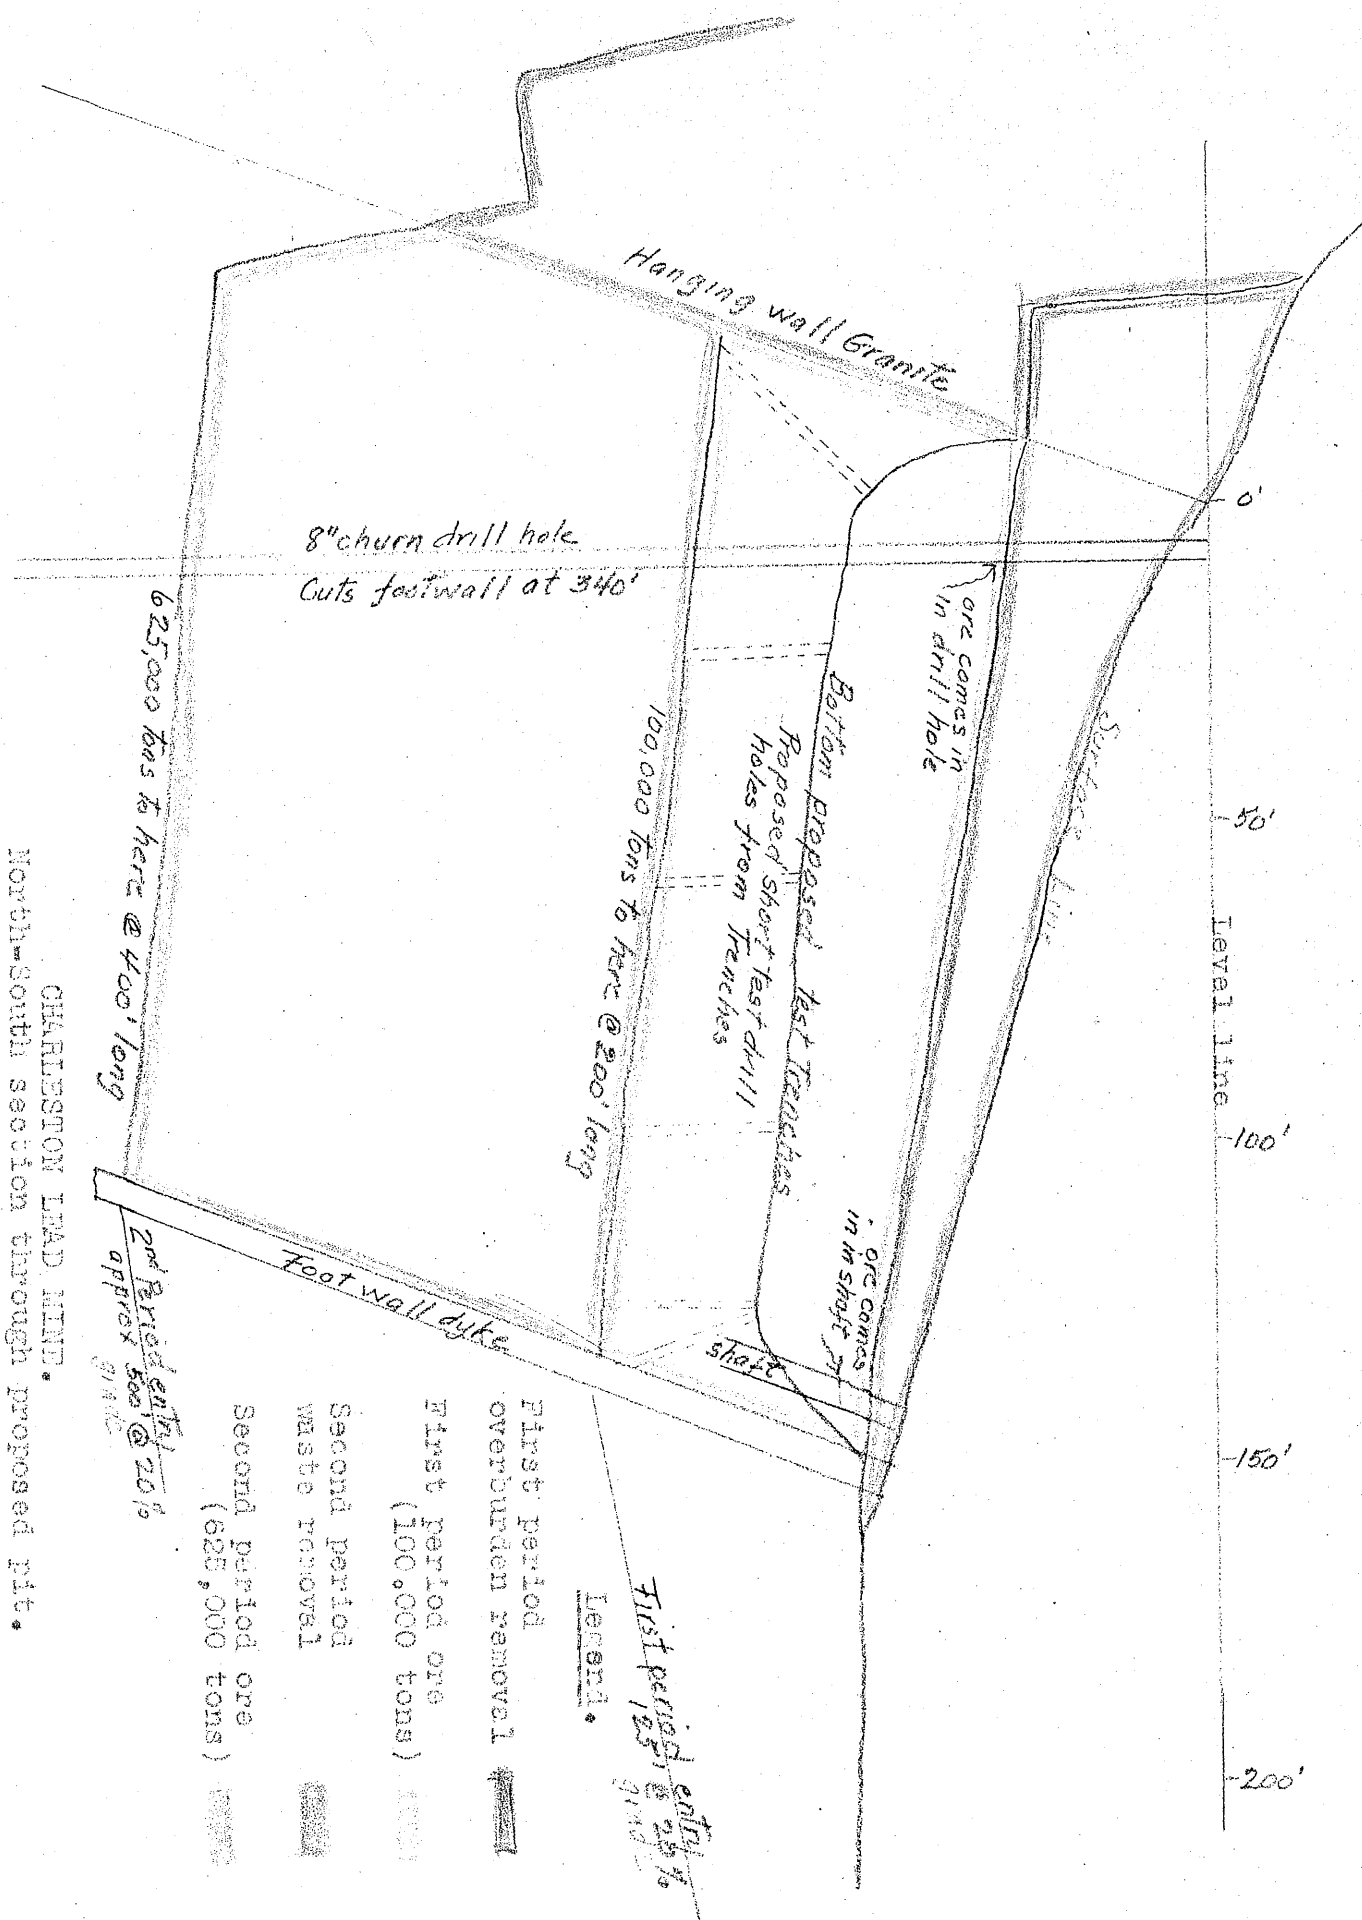 Level line
0'
50'
100'
150'
200'
Surface Line
Hanging wall Granite
ore comes in
in drill hole
ore comes
in in shaft
shaft
Bottom proposed test Trenches
Proposed short test drill
holes from Trenches
8" churn drill hole
Cuts footwall at 340'
100,000 tons to here @ 200' long
625,000 tons to here @ 400' long
Foot wall dyke
First period entry
grade
2nd Period entry
approx 500' @ 20%
grade
Legend.
First period
overburden removal
First period ore
(100,000 tons)
Second period
waste removal
Second period ore
(625,000 tons)
CHARLESTON LEAD MINE.
North-South section through proposed pit.